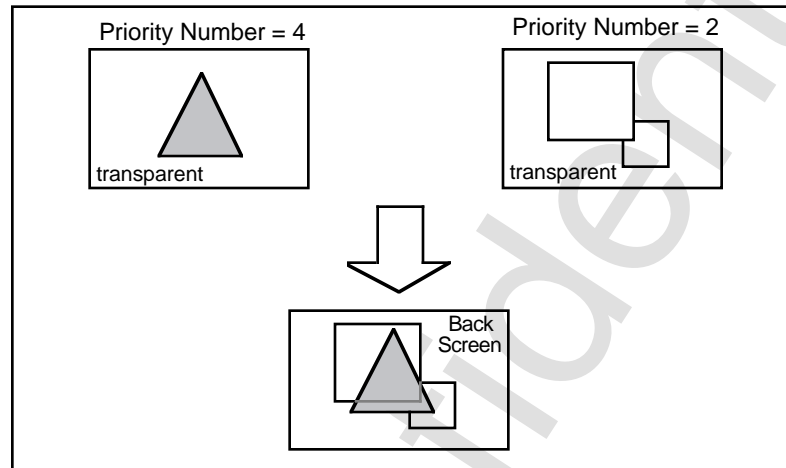 Priority Number = 4
Priority Number = 2
transparent
transparent
Back
Screen